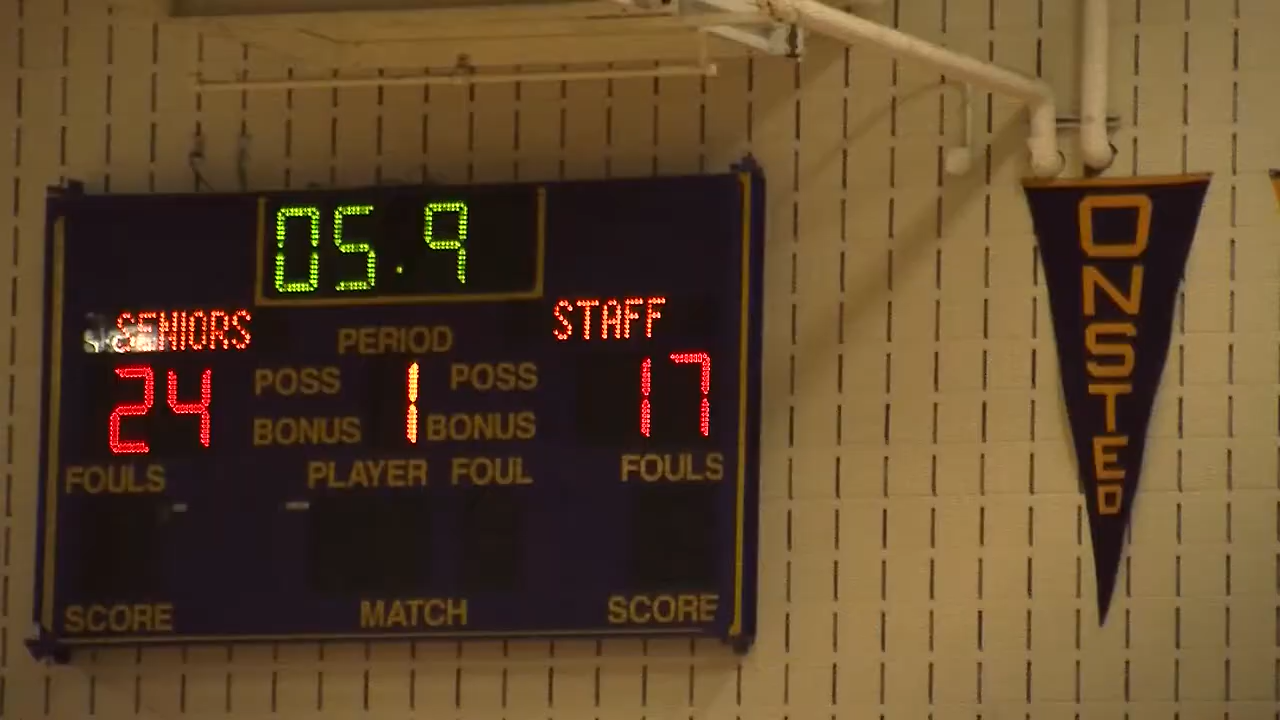 05.9
SENIORS
STAFF
PERIOD
24
POSS
1
POSS
17
BONUS
BONUS
FOULS
PLAYER FOUL
FOULS
SCORE
MATCH
SCORE
ONSTED